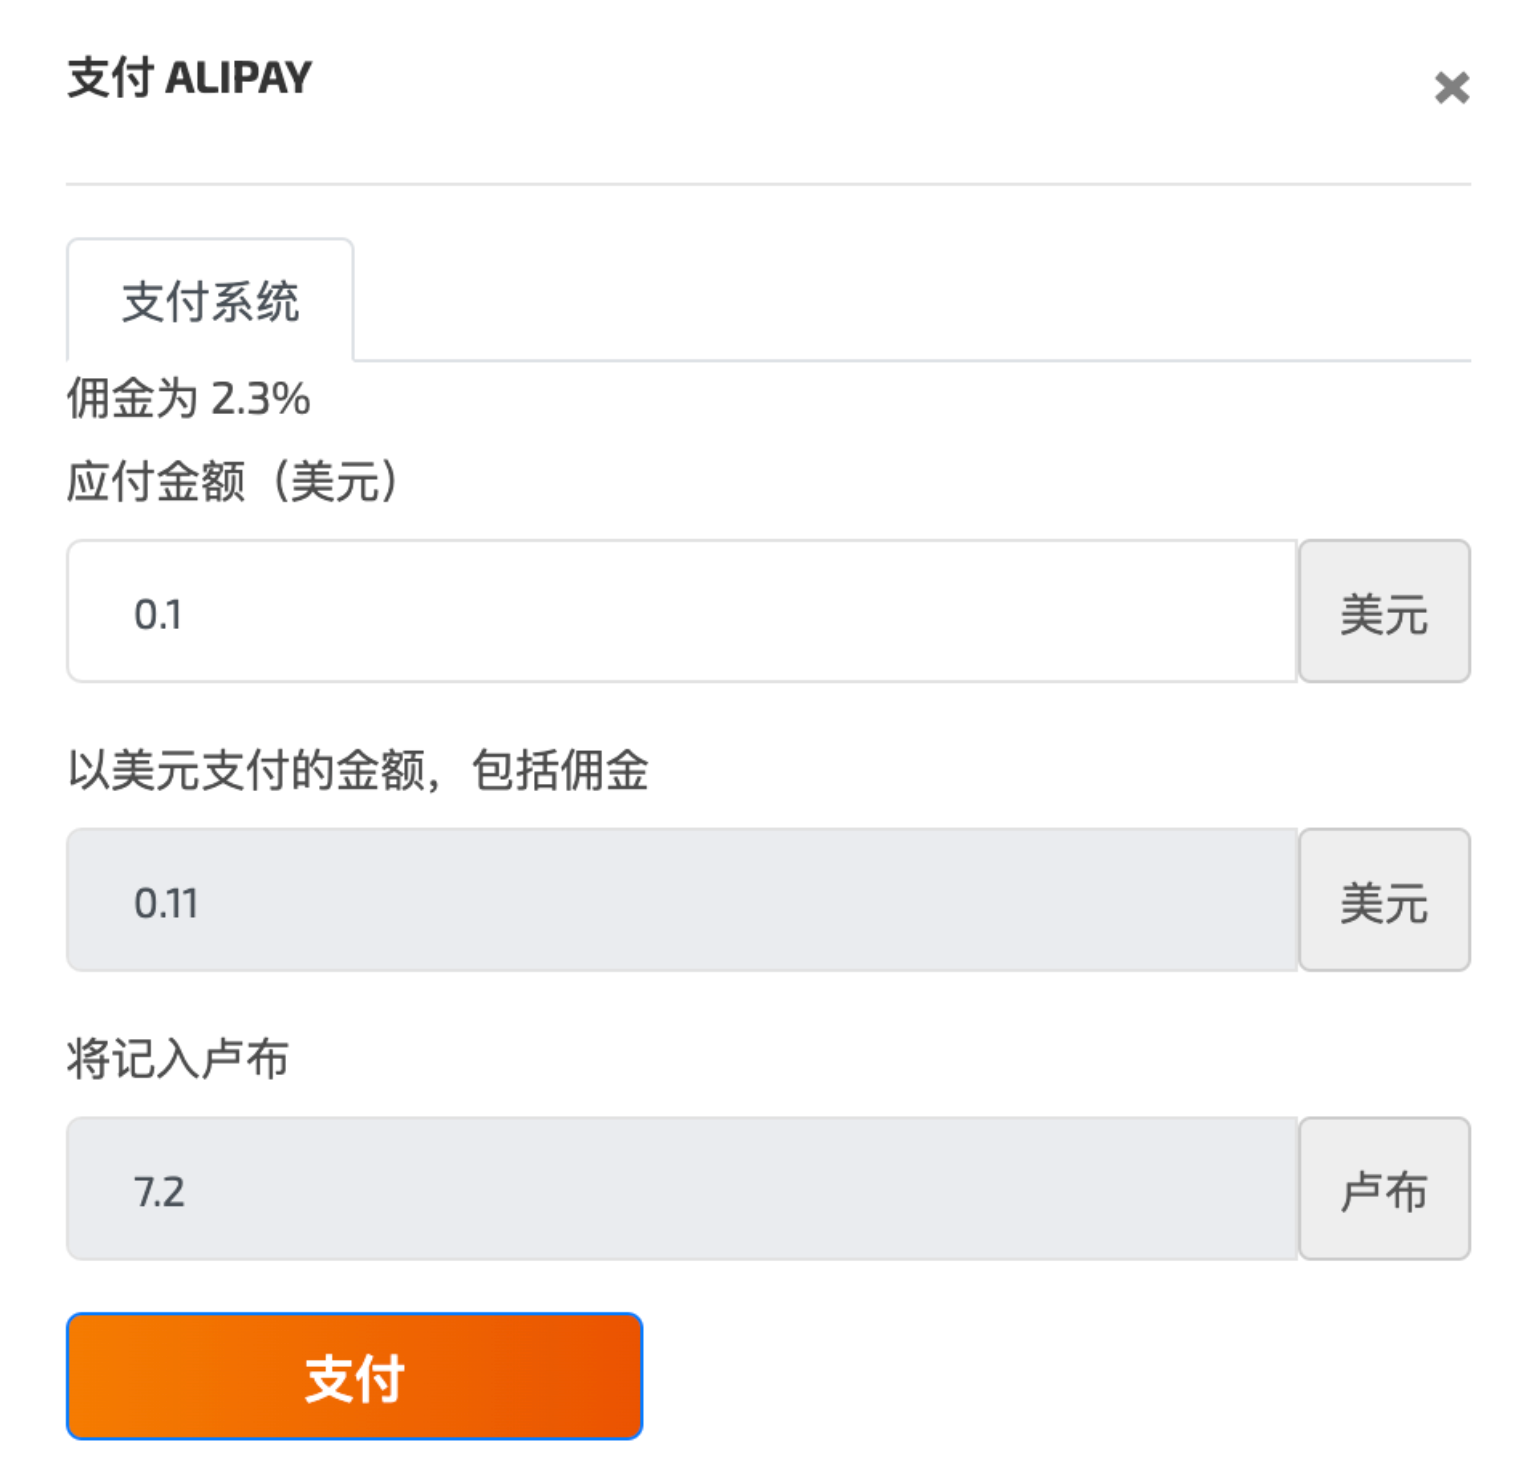 支付 ALIPAY
支付系统
佣金为 2.3%
应付金额（美元）
0.1
美元
以美元支付的金额，包括佣金
0.11
美元
将记入卢布
7.2
卢布
支付